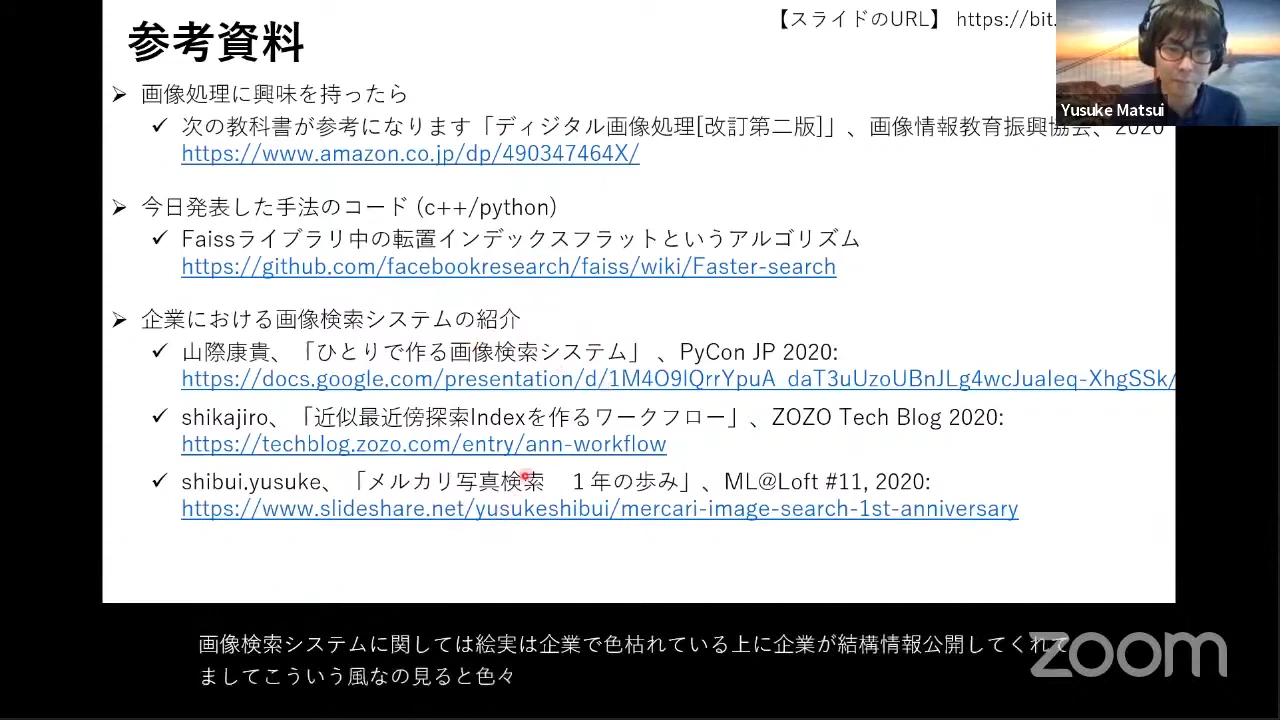 【スライドのURL】 https://bit.
参考資料
Yusuke Matsui
➢ 画像処理に興味を持ったら
✓ 次の教科書が参考になります「ディジタル画像処理[改訂第二版]」、画像情報教育振興協会、2020
https://www.amazon.co.jp/dp/490347464X/
➢ 今日発表した手法のコード (c++/python)
✓ Faissライブラリ中の転置インデックスフラットというアルゴリズム
https://github.com/facebookresearch/faiss/wiki/Faster-search
➢ 企業における画像検索システムの紹介
✓ 山際康貴、「ひとりで作る画像検索システム」 、PyCon JP 2020:
https://docs.google.com/presentation/d/1M4O9lQrrYpuA_daT3uUzoUBnJLg4wcJualeq-XhgSSk/
✓ shikajiro、「近似最近傍探索Indexを作るワークフロー」、ZOZO Tech Blog 2020:
https://techblog.zozo.com/entry/ann-workflow
✓ shibui.yusuke、「メルカリ写真検索　１年の歩み」、ML@Loft #11, 2020:
https://www.slideshare.net/yusukeshibui/mercari-image-search-1st-anniversary
画像検索システムに関しては絵実は企業で色枯れている上に企業が結構情報公開してくれて
ましてこういう風なの見ると色々
zoom